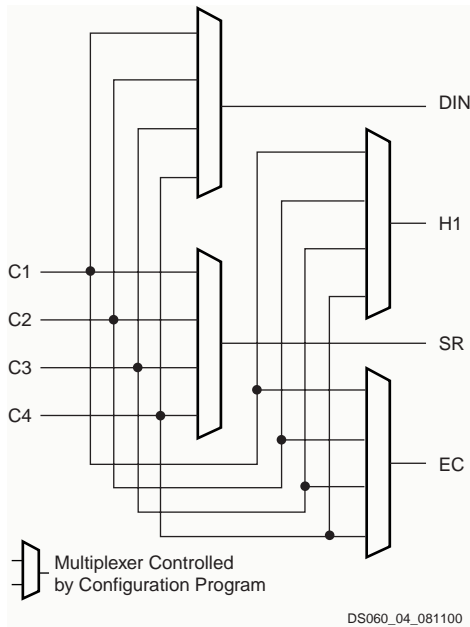 DIN
H1
C1
C2
SR
C3
C4
EC
Multiplexer Controlled
by Configuration Program
DS060_04_081100